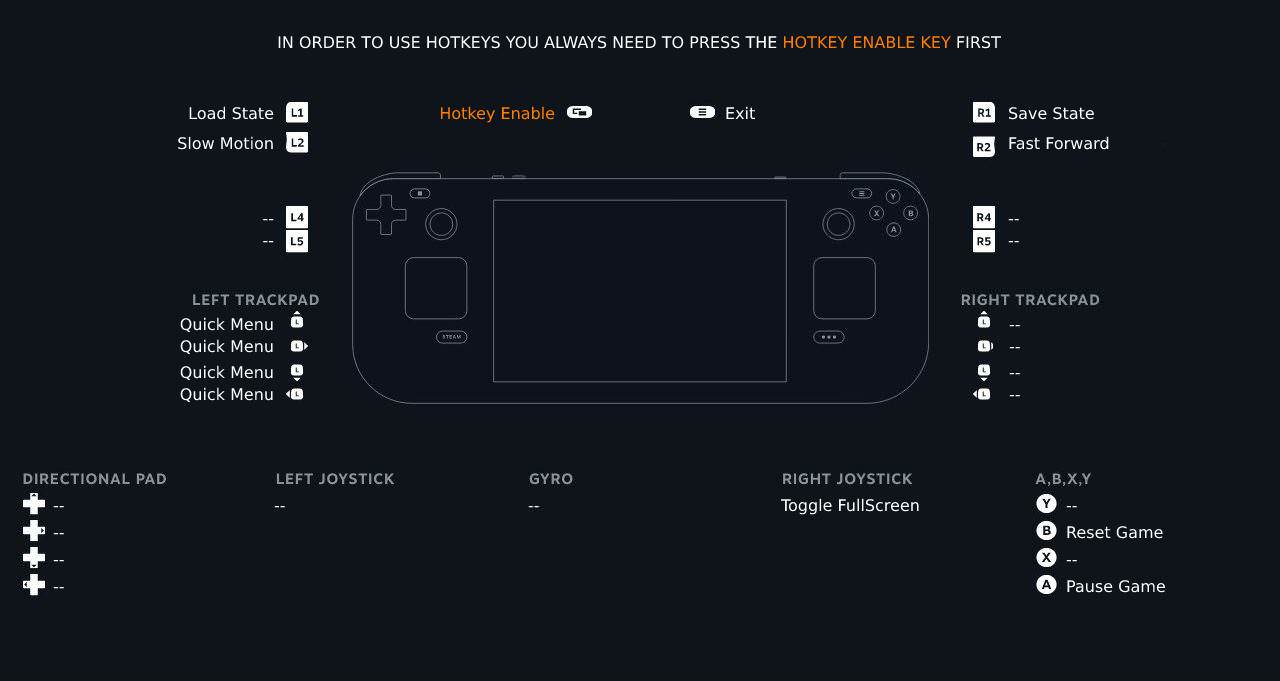 IN ORDER TO USE HOTKEYS YOU ALWAYS NEED TO PRESS THE HOTKEY ENABLE KEY FIRST
Load State L1
Hotkey Enable
Exit
R1 Save State
Slow Motion L2
R2 Fast Forward
-- L4
R4 --
-- L5
R5 --
Y
X B
A
STEAM
LEFT TRACKPAD
Quick Menu L
Quick Menu L
Quick Menu L
Quick Menu L
RIGHT TRACKPAD
L --
L --
L --
L --
DIRECTIONAL PAD
--
--
--
--
LEFT JOYSTICK
--
GYRO
--
RIGHT JOYSTICK
Toggle FullScreen
A,B,X,Y
Y --
B Reset Game
X --
A Pause Game